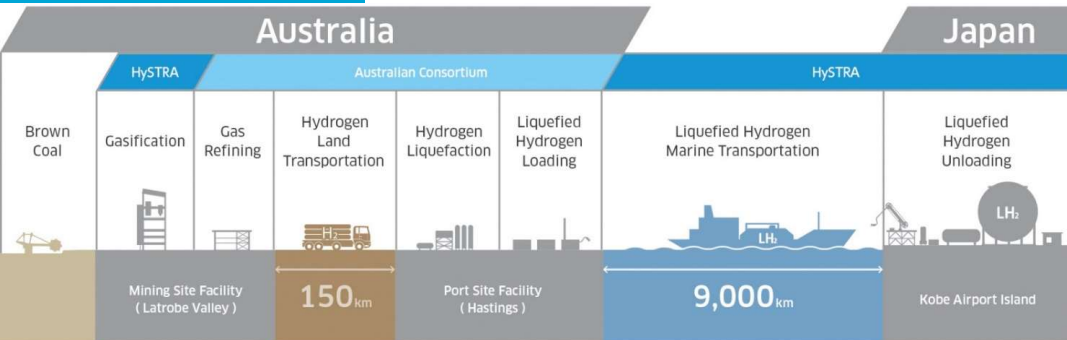 Australia
Japan
HySTRA
Australian Consortium
HySTRA
Brown
Coal
Gasification
Gas
Refining
Hydrogen
Land
Transportation
Hydrogen
Liquefaction
Liquefied
Hydrogen
Loading
Liquefied Hydrogen
Marine Transportation
Liquefied
Hydrogen
Unloading
H₂
LH₂
LH₂
Mining Site Facility
( Latrobe Valley )
150km
Port Site Facility
( Hastings )
9,000km
Kobe Airport Island